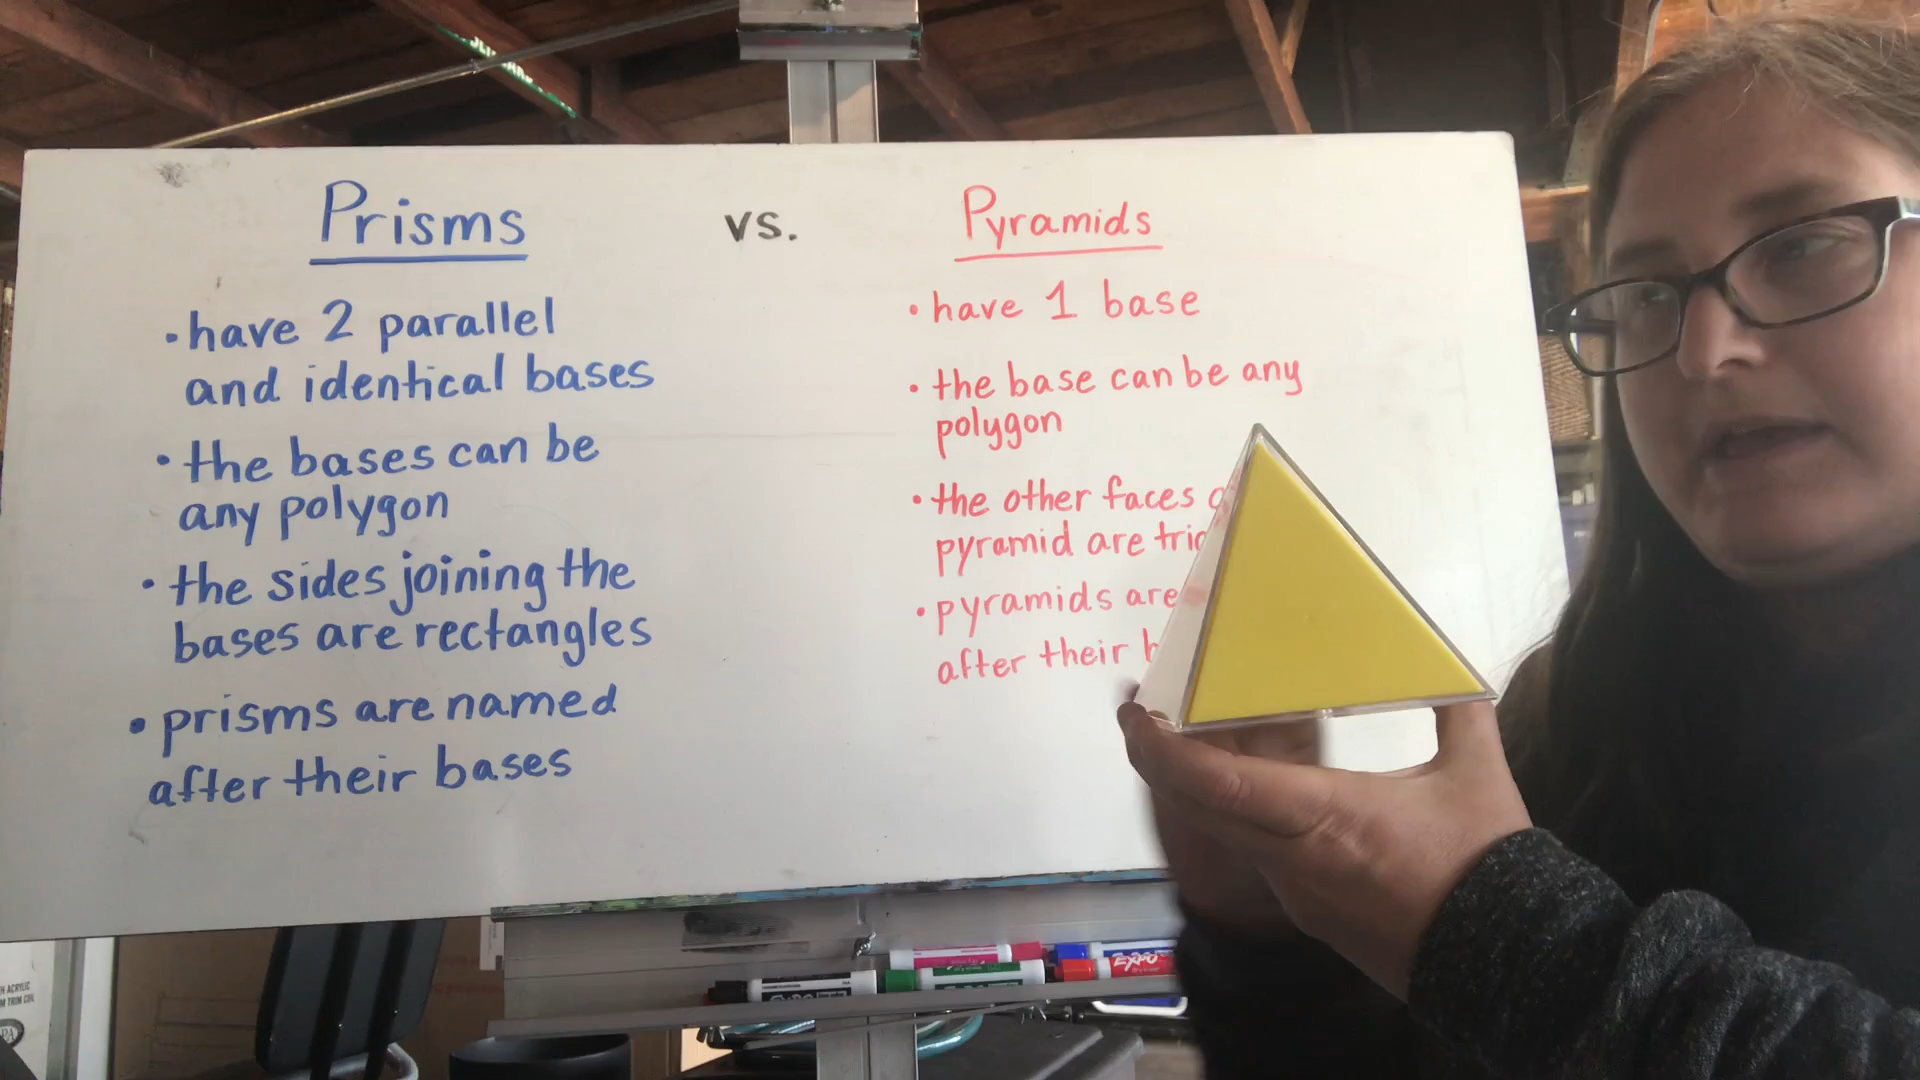 Prisms
vs.
Pyramids
• have 2 parallel
and identical bases
• the bases can be
any polygon
• the sides joining the
bases are rectangles
• prisms are named
after their bases
• have 1 base
• the base can be any
polygon
• the other faces
pyramid are
• pyramids are
after their
EXPO